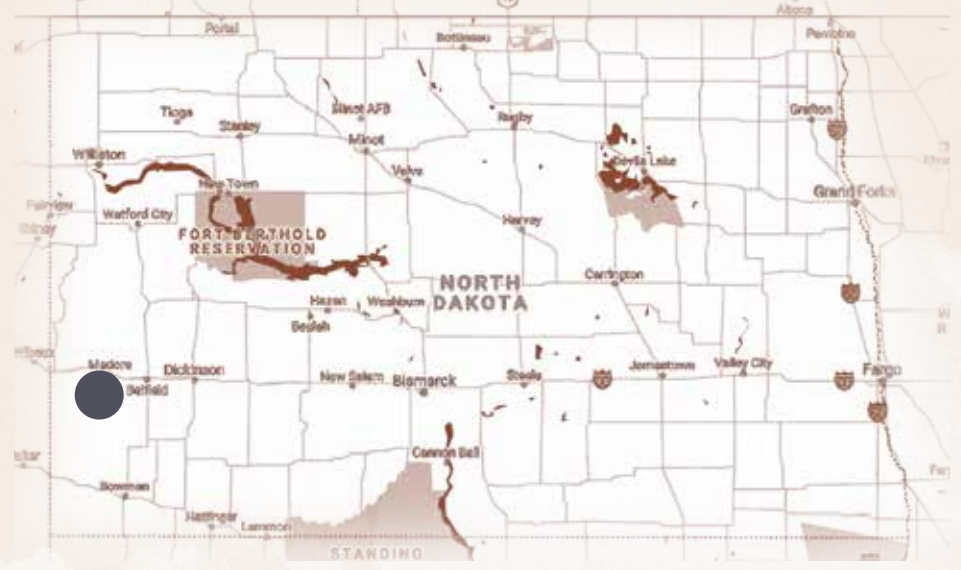 Portal
Bottineau
Pembina
Tioga
Minot AFB
Rugby
Grafton
Stanley
Minot
Williston
Devils Lake
Velva
New Town
Grand Forks
Watford City
Harvey
FORT BERTHOLD
RESERVATION
Carrington
NORTH
DAKOTA
Hazen
Washburn
Beulah
Medora
Dickinson
New Salem
Bismarck
Steele
Jamestown
Valley City
Fargo
Belfield
Cannon Ball
Bowman
Hettinger
Lemmon
STANDING